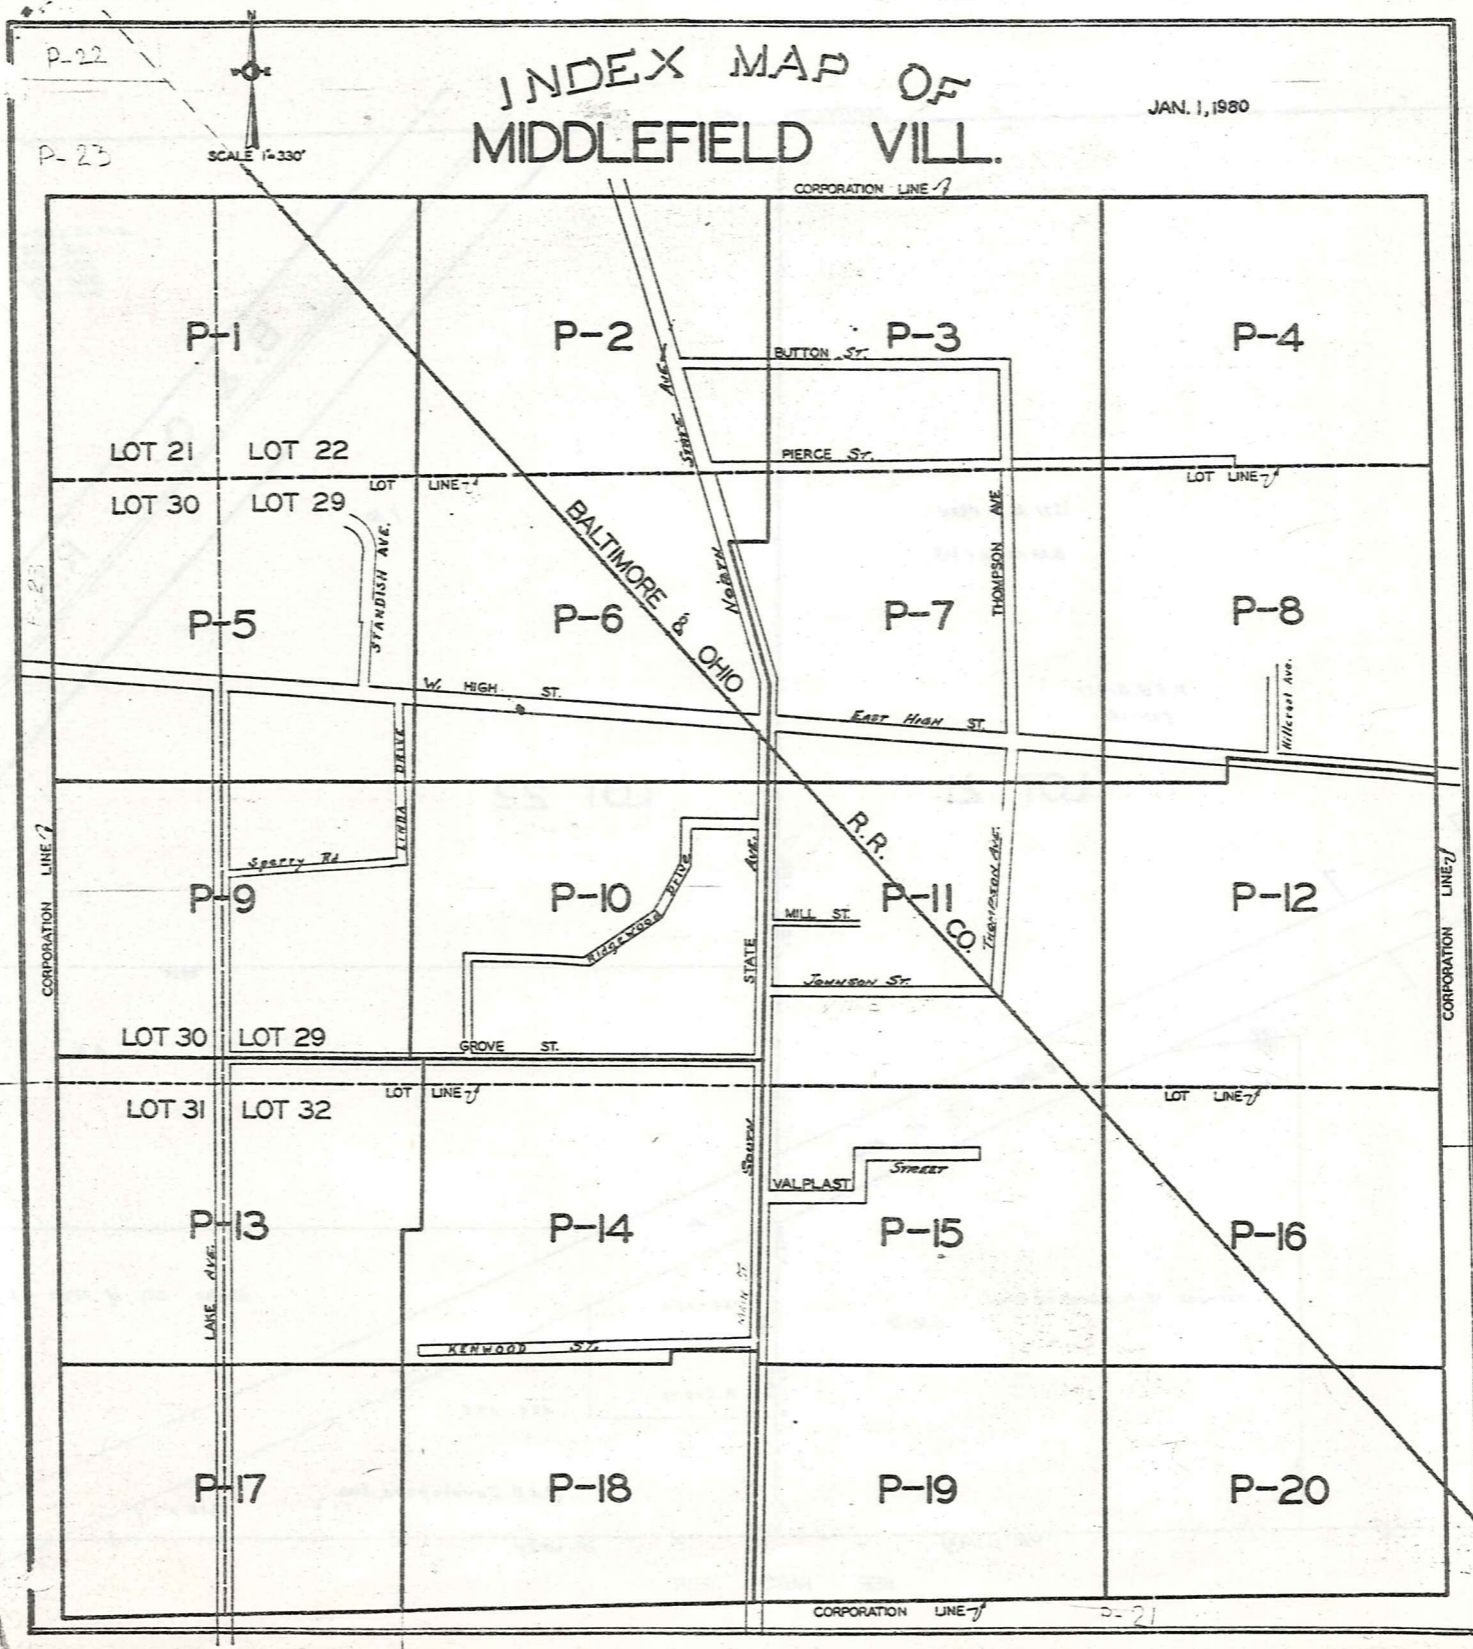 N
P-22
INDEX MAP OF
JAN. 1, 1980
MIDDLEFIELD VILL.
P-23
SCALE 1"=330'
CORPORATION LINE
P-1
P-2
P-3
P-4
BUTTON ST.
STATE AVE.
LOT 21
LOT 22
PIERCE ST.
LOT LINE
LOT LINE
LOT 30
LOT 29
STANDISH AVE.
BALTIMORE & OHIO
NORTH
THOMPSON AVE
P-5
P-6
P-7
P-8
W. HIGH ST.
EAST HIGH ST.
Hillcrest Ave.
LINDA DRIVE
R.R. CO.
Sperry Rd
Ridgewood Drive
STATE AVE.
THOMPSON AVE.
CORPORATION LINE
CORPORATION LINE
P-9
P-10
P-11
P-12
MILL ST.
JOHNSON ST.
LOT 30
LOT 29
GROVE ST.
LOT LINE
LOT LINE
LOT 31
LOT 32
SOUTH
VALPLAST STREET
P-13
P-14
P-15
P-16
LAKE AVE.
MAIN ST
KENWOOD ST.
P-17
P-18
P-19
P-20
CORPORATION LINE
P-21